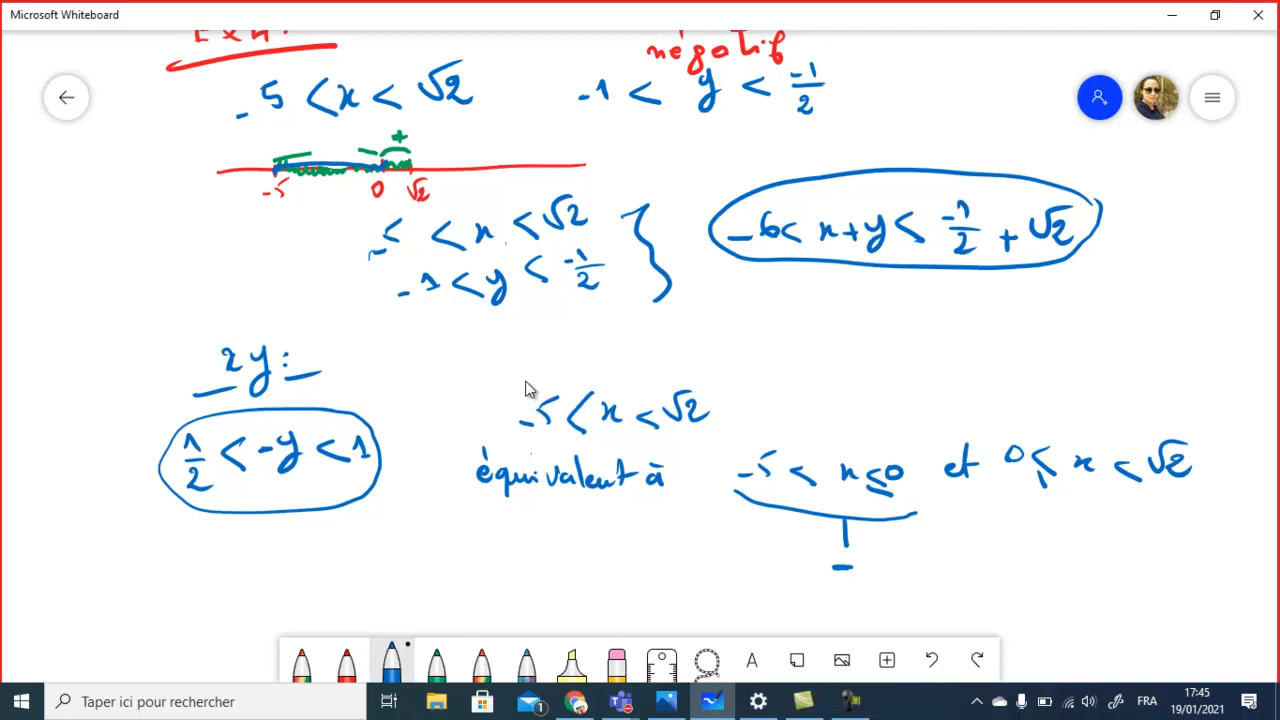 Microsoft Whiteboard
négatif
-5 < x < √2    -1 < y < -1/2
+
-5 0 √2
-5 < x < √2
-1 < y < -1/2
-6 < x+y < -1/2 + √2
2y:
1/2 < -y < 1
-5 < x < √2
équivalent à -5 < x ≤ 0 et 0 ≤ x < √2
-
A
Taper ici pour rechercher
1
FRA
17:45
19/01/2021